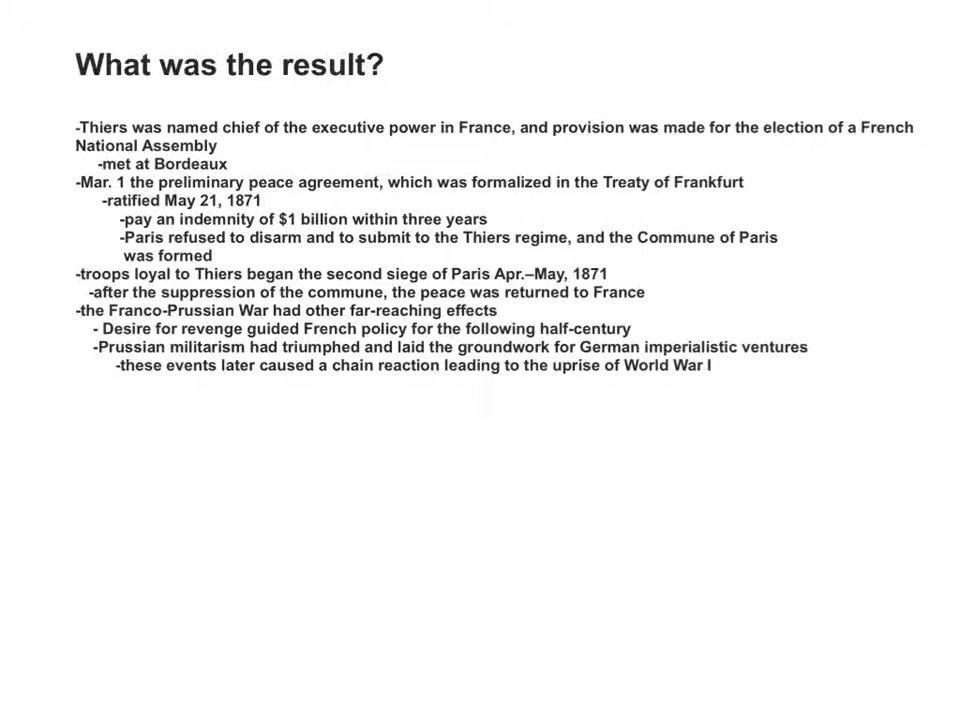 What was the result?
-Thiers was named chief of the executive power in France, and provision was made for the election of a French
National Assembly
-met at Bordeaux
-Mar. 1 the preliminary peace agreement, which was formalized in the Treaty of Frankfurt
-ratified May 21, 1871
-pay an indemnity of $1 billion within three years
-Paris refused to disarm and to submit to the Thiers regime, and the Commune of Paris
was formed
-troops loyal to Thiers began the second siege of Paris Apr.–May, 1871
-after the suppression of the commune, the peace was returned to France
-the Franco-Prussian War had other far-reaching effects
- Desire for revenge guided French policy for the following half-century
-Prussian militarism had triumphed and laid the groundwork for German imperialistic ventures
-these events later caused a chain reaction leading to the uprise of World War I